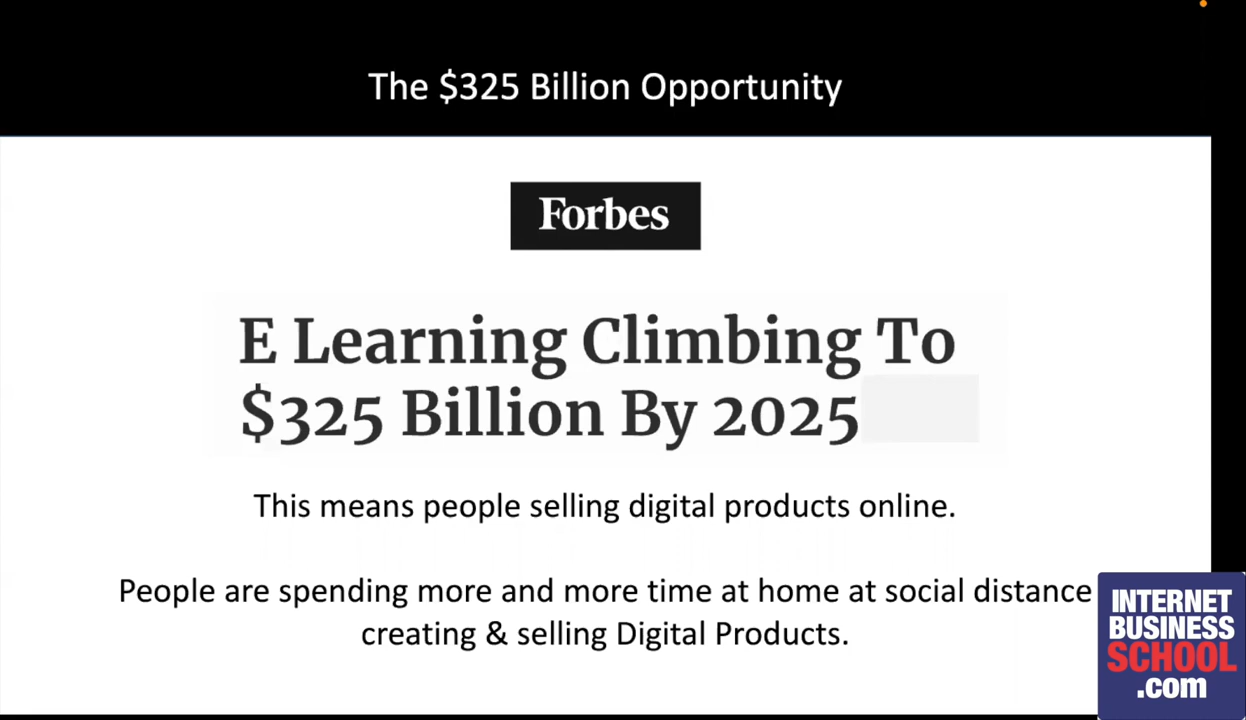 The $325 Billion Opportunity
Forbes
E Learning Climbing To
$325 Billion By 2025
This means people selling digital products online.
People are spending more and more time at home at social distance
creating & selling Digital Products.
INTERNET
BUSINESS
SCHOOL
.com